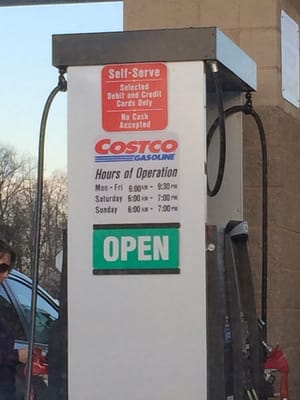 Self-Serve
Selected
Debit and Credit
Cards Only
No Cash
Accepted
COSTCO
GASOLINE
Hours of Operation
Mon - Fri 6:00 AM - 9:30 PM
Saturday 6:00 AM - 7:00 PM
Sunday 6:00 AM - 7:00 PM
OPEN